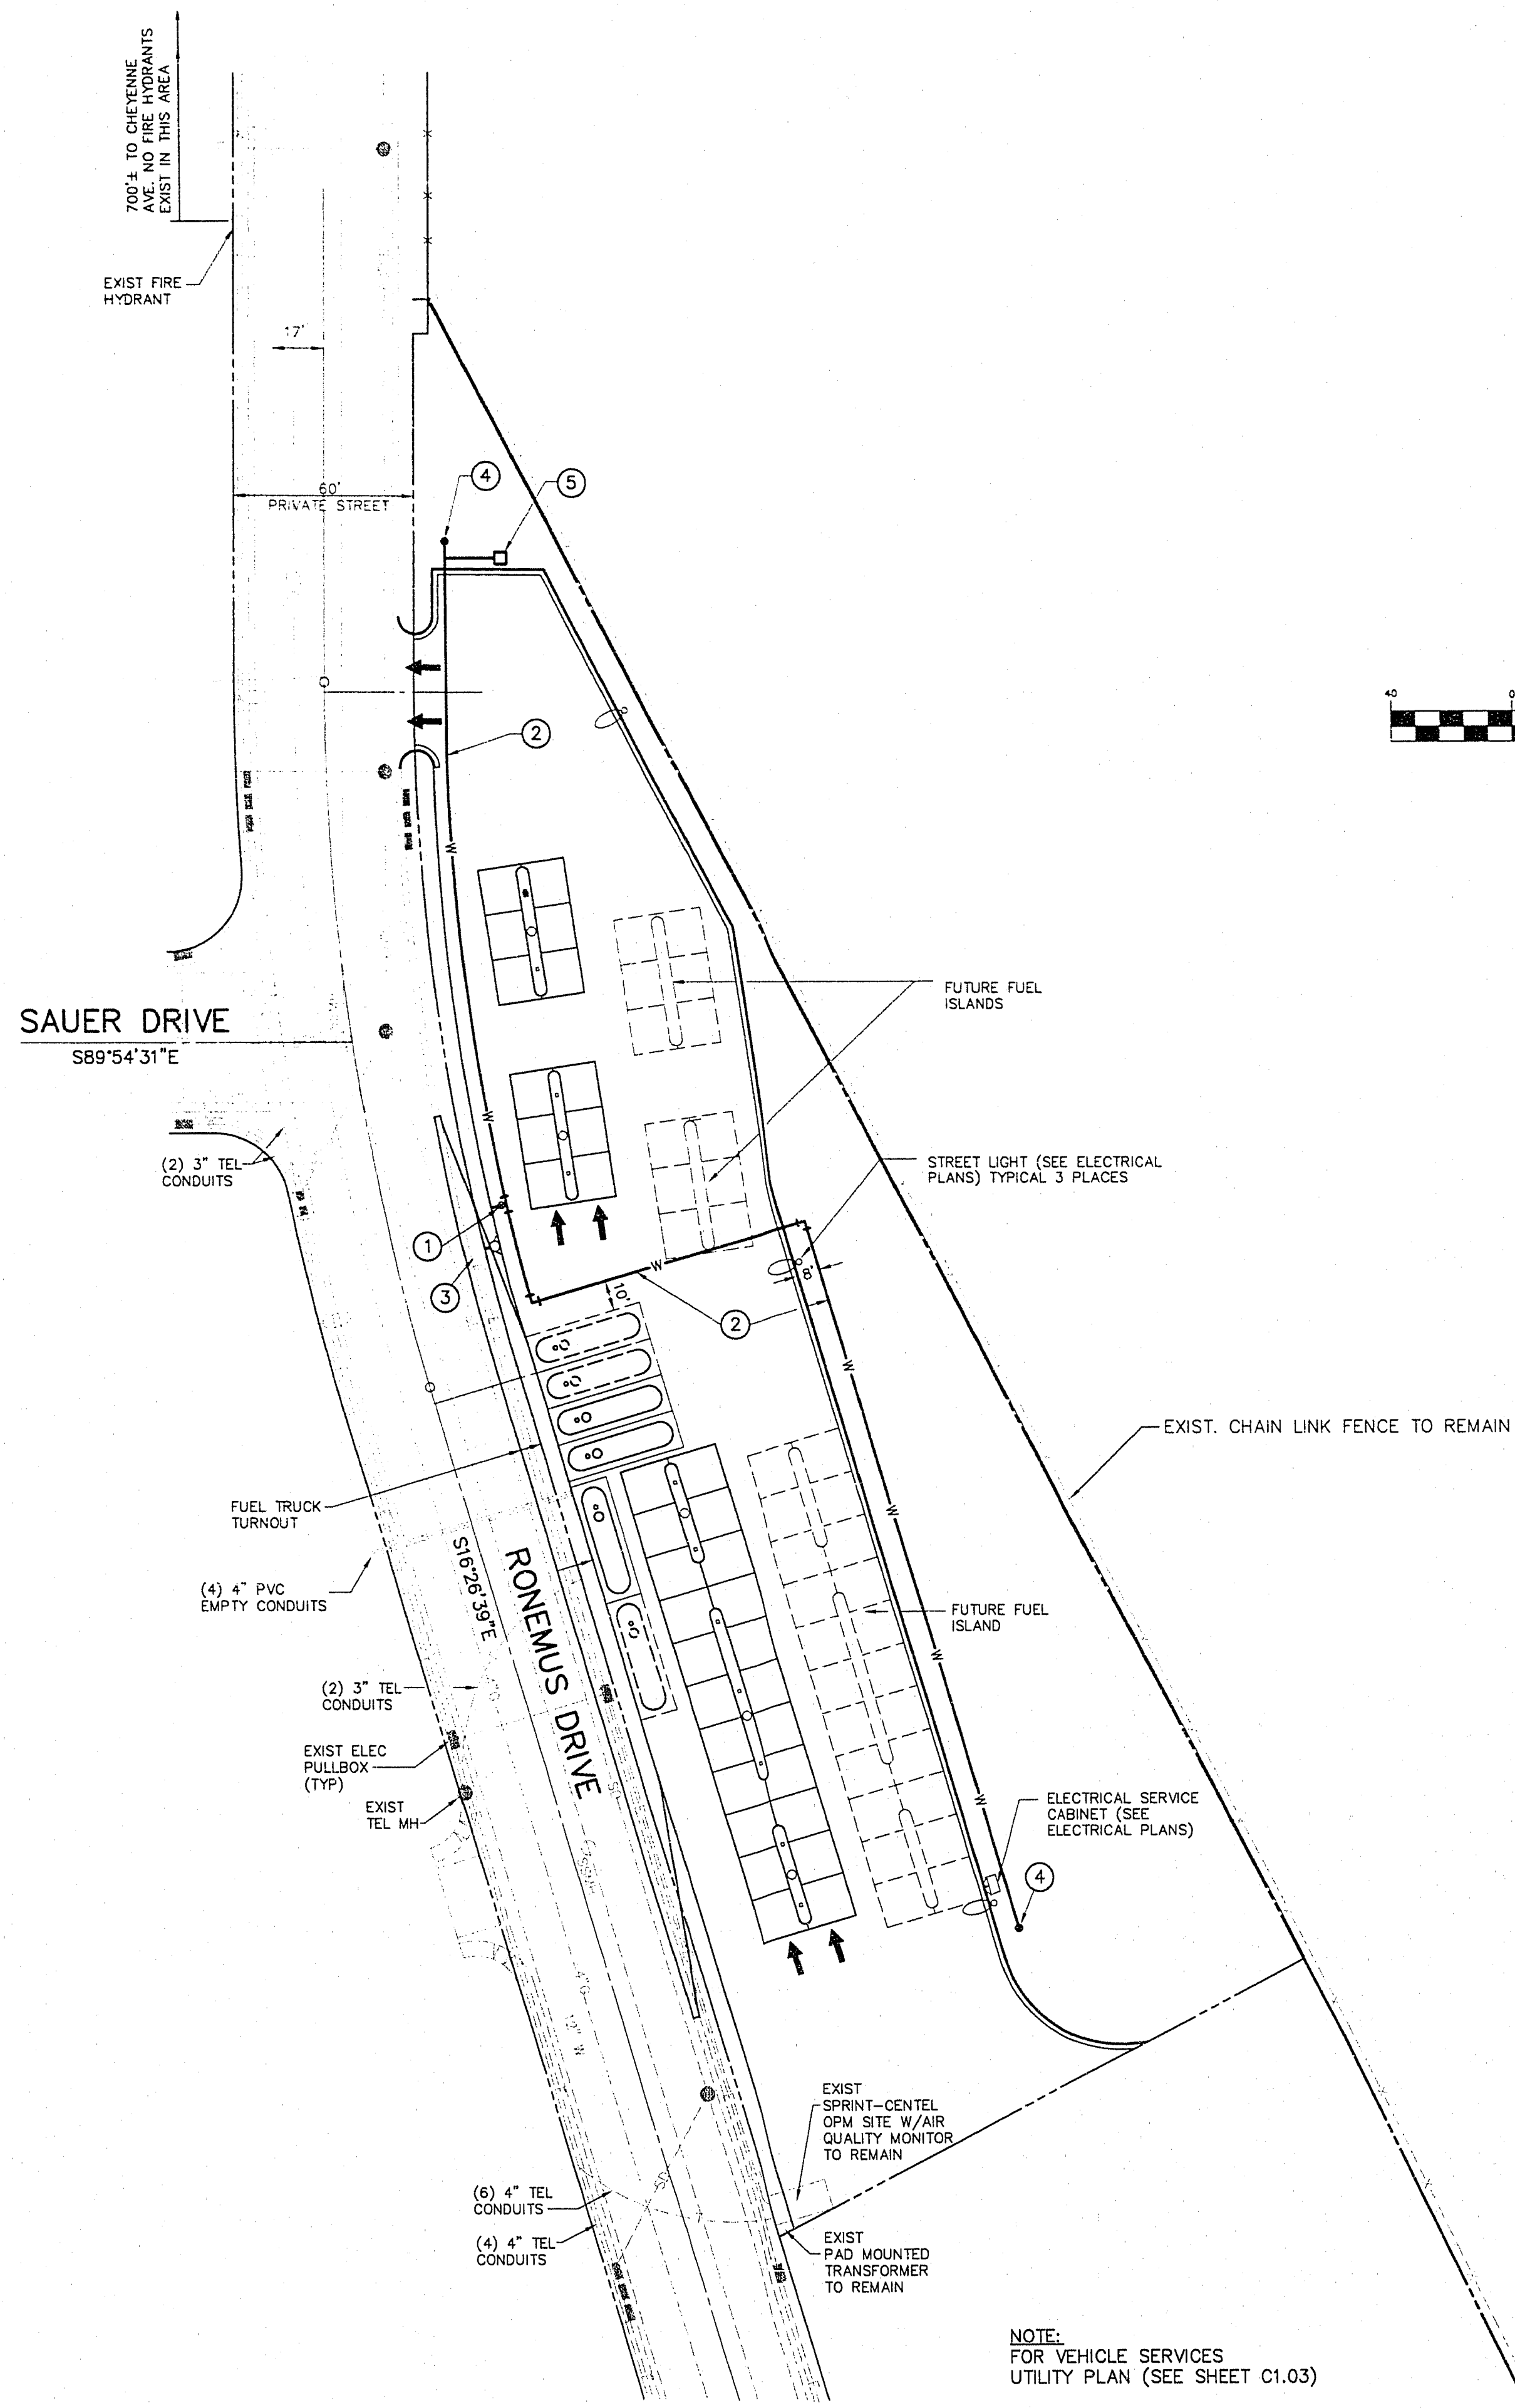 700'± TO CHEYENNE
AVE. NO FIRE HYDRANTS
EXIST IN THIS AREA
EXIST FIRE
HYDRANT
17'
60'
PRIVATE STREET
4
5
2
40
0
SAUER DRIVE
S89°54'31"E
FUTURE FUEL
ISLANDS
(2) 3" TEL
CONDUITS
STREET LIGHT (SEE ELECTRICAL
PLANS) TYPICAL 3 PLACES
W
W
1
3
W
8'
10'
2
W
EXIST. CHAIN LINK FENCE TO REMAIN
FUEL TRUCK
TURNOUT
W
S16°26'39"E
RONEMUS DRIVE
(4) 4" PVC
EMPTY CONDUITS
FUTURE FUEL
ISLAND
W
(2) 3" TEL
CONDUITS
EXIST ELEC
PULLBOX
(TYP)
EXIST
TEL MH
W
ELECTRICAL SERVICE
CABINET (SEE
ELECTRICAL PLANS)
4
EXIST
SPRINT-CENTEL
OPM SITE W/AIR
QUALITY MONITOR
TO REMAIN
(6) 4" TEL
CONDUITS
(4) 4" TEL
CONDUITS
EXIST
PAD MOUNTED
TRANSFORMER
TO REMAIN
NOTE:
FOR VEHICLE SERVICES
UTILITY PLAN (SEE SHEET C1.03)